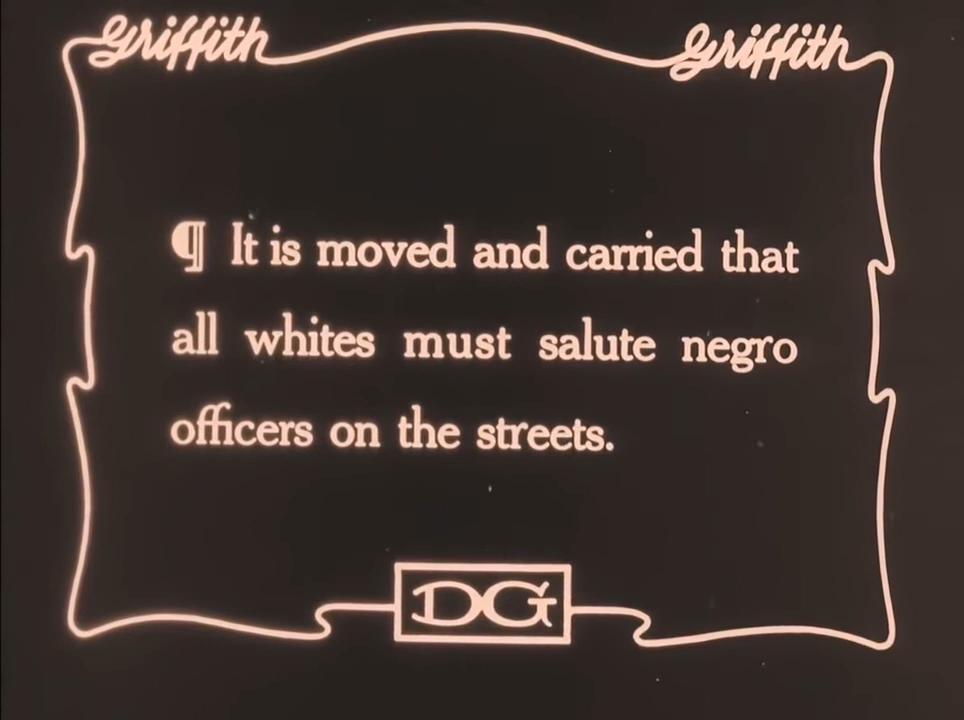 Griffith Griffith
¶ It is moved and carried that
all whites must salute negro
officers on the streets.
DG